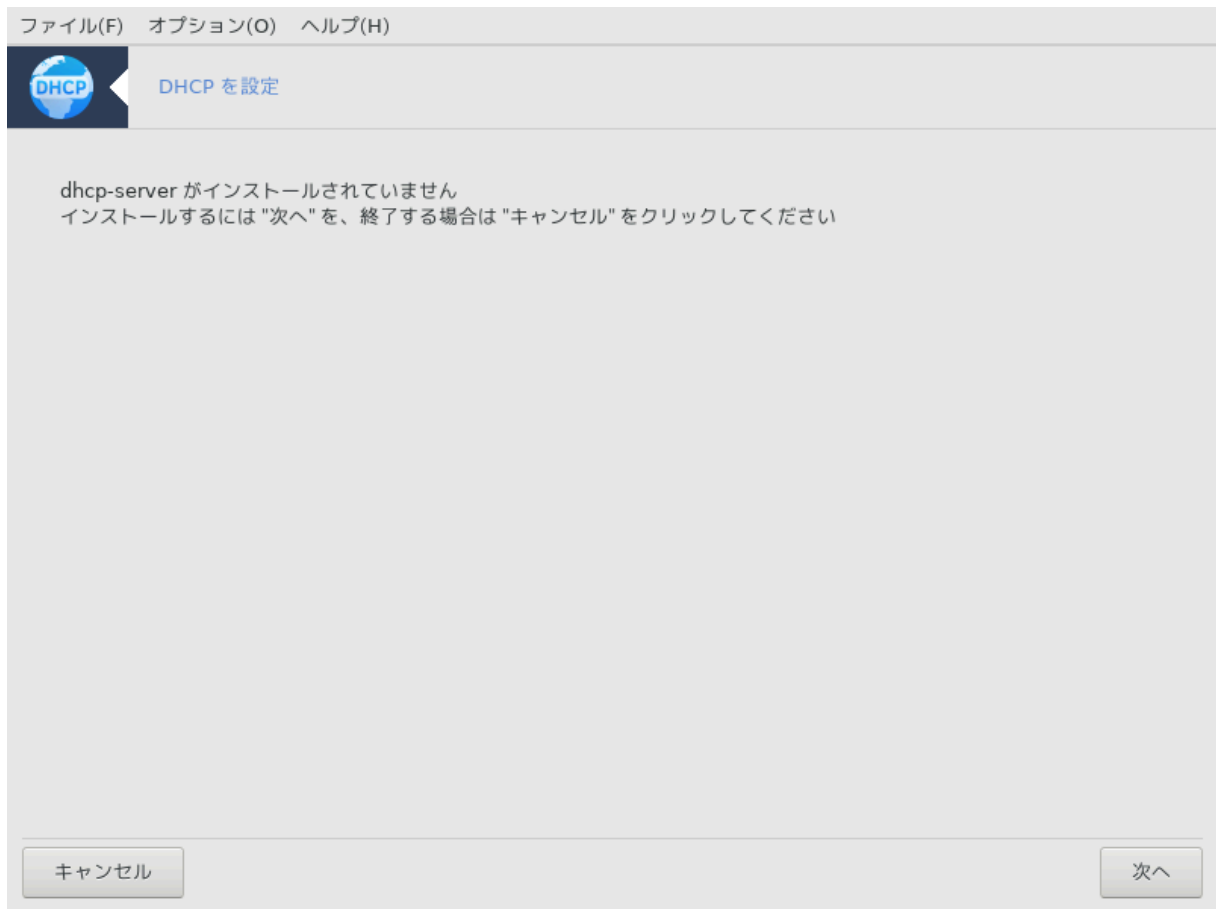 ファイル(F) オプション(O) ヘルプ(H)
DHCP
DHCP を設定
dhcp-server がインストールされていません
インストールするには "次へ" を、終了する場合は "キャンセル" をクリックしてください
キャンセル
次へ